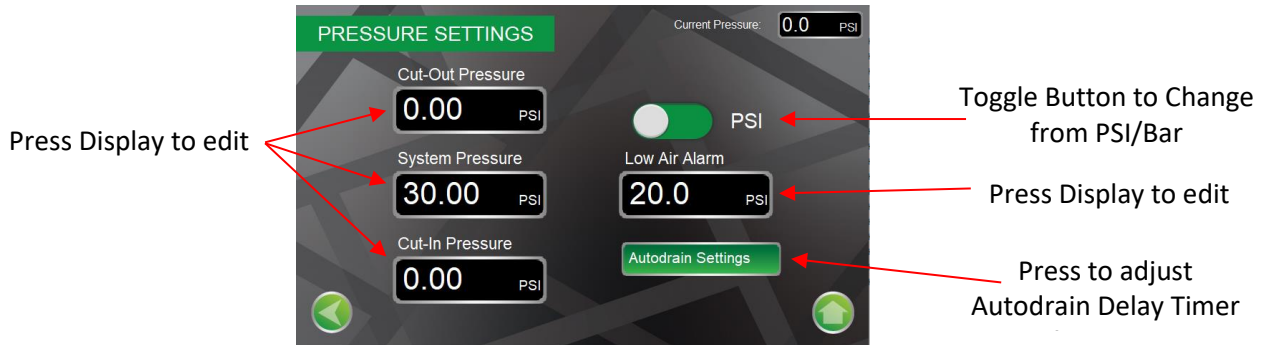 PRESSURE SETTINGS
Current Pressure:
0.0 PSI
Cut-Out Pressure
0.00 PSI
PSI
Toggle Button to Change
from PSI/Bar
Press Display to edit
System Pressure
30.00 PSI
Low Air Alarm
20.0 PSI
Press Display to edit
Cut-In Pressure
0.00 PSI
Autodrain Settings
Press to adjust
Autodrain Delay Timer